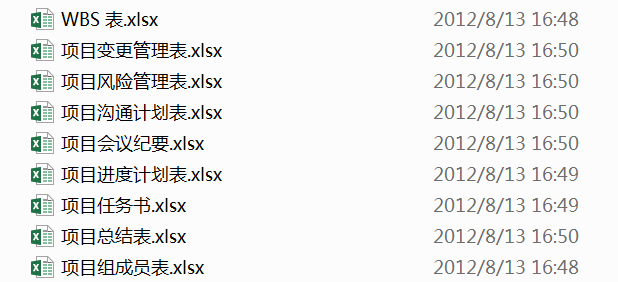 WBS 表.xlsx 2012/8/13 16:48
项目变更管理表.xlsx 2012/8/13 16:50
项目风险管理表.xlsx 2012/8/13 16:50
项目沟通计划表.xlsx 2012/8/13 16:50
项目会议纪要.xlsx 2012/8/13 16:50
项目进度计划表.xlsx 2012/8/13 16:49
项目任务书.xlsx 2012/8/13 16:49
项目总结表.xlsx 2012/8/13 16:50
项目组成员表.xlsx 2012/8/13 16:48